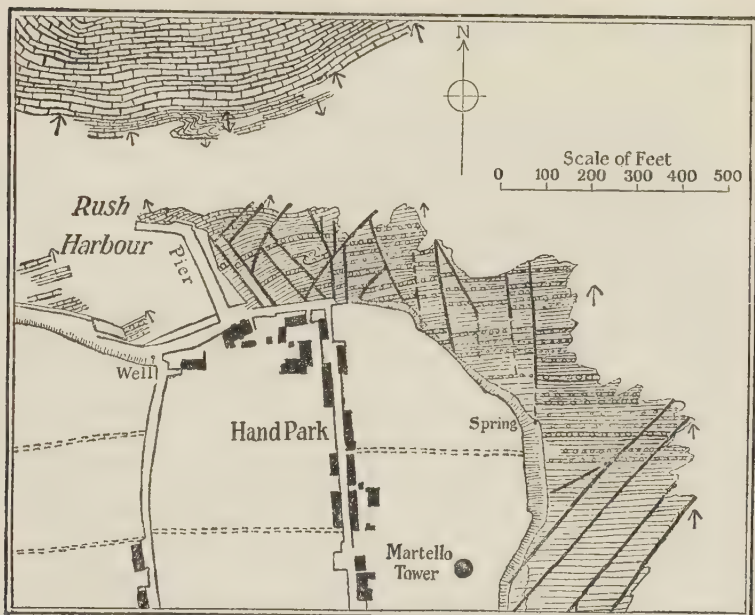 N
Scale of Feet
0 100 200 300 400 500
Rush
Harbour
Pier
Well
Hand Park
Spring
Martello
Tower